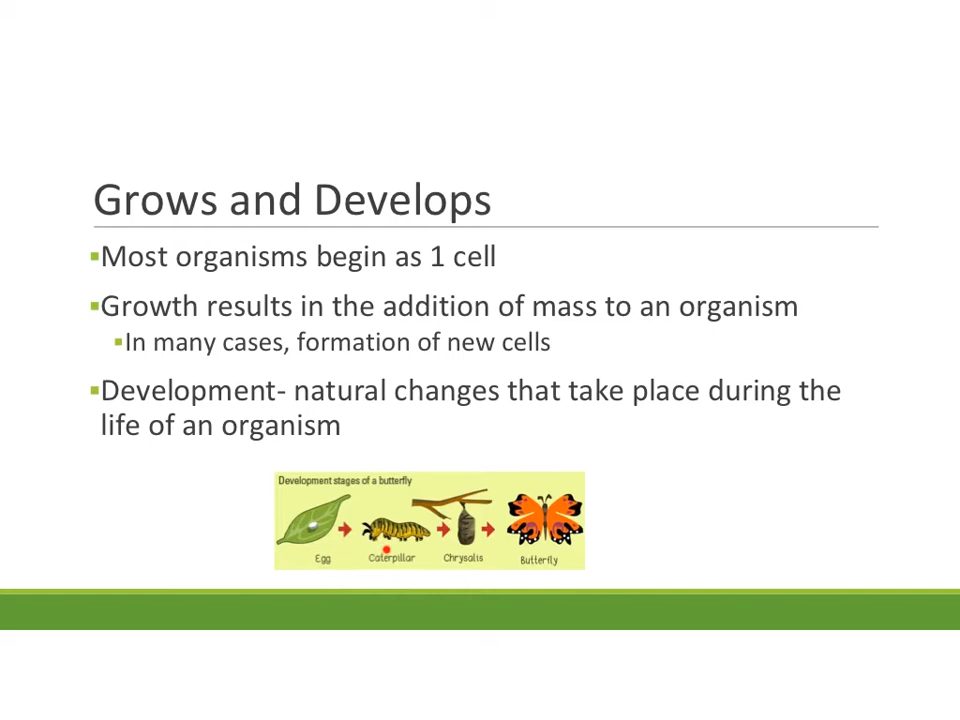 Grows and Develops
▪Most organisms begin as 1 cell
▪Growth results in the addition of mass to an organism
▪In many cases, formation of new cells
▪Development- natural changes that take place during the
life of an organism
Development stages of a butterfly
Egg
Caterpillar
Chrysalis
Butterfly